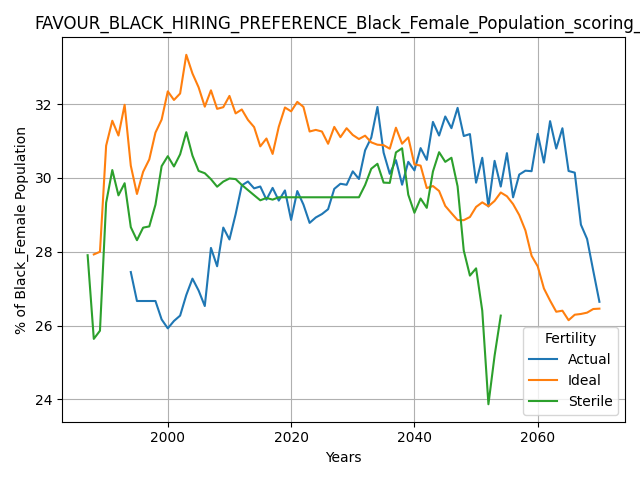 FAVOUR_BLACK_HIRING_PREFERENCE_Black_Female_Population_scoring_
% of Black_Female Population
32
30
28
26
24
Fertility
Actual
Ideal
Sterile
2000 2020 2040 2060
Years